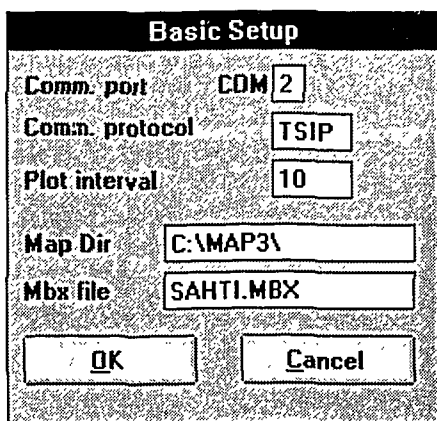 Basic Setup
Comm. port COM 2
Comm. protocol TSIP
Plot interval 10
Map Dir C:\MAP3\
Mbx file SAHTI.MBX
OK Cancel